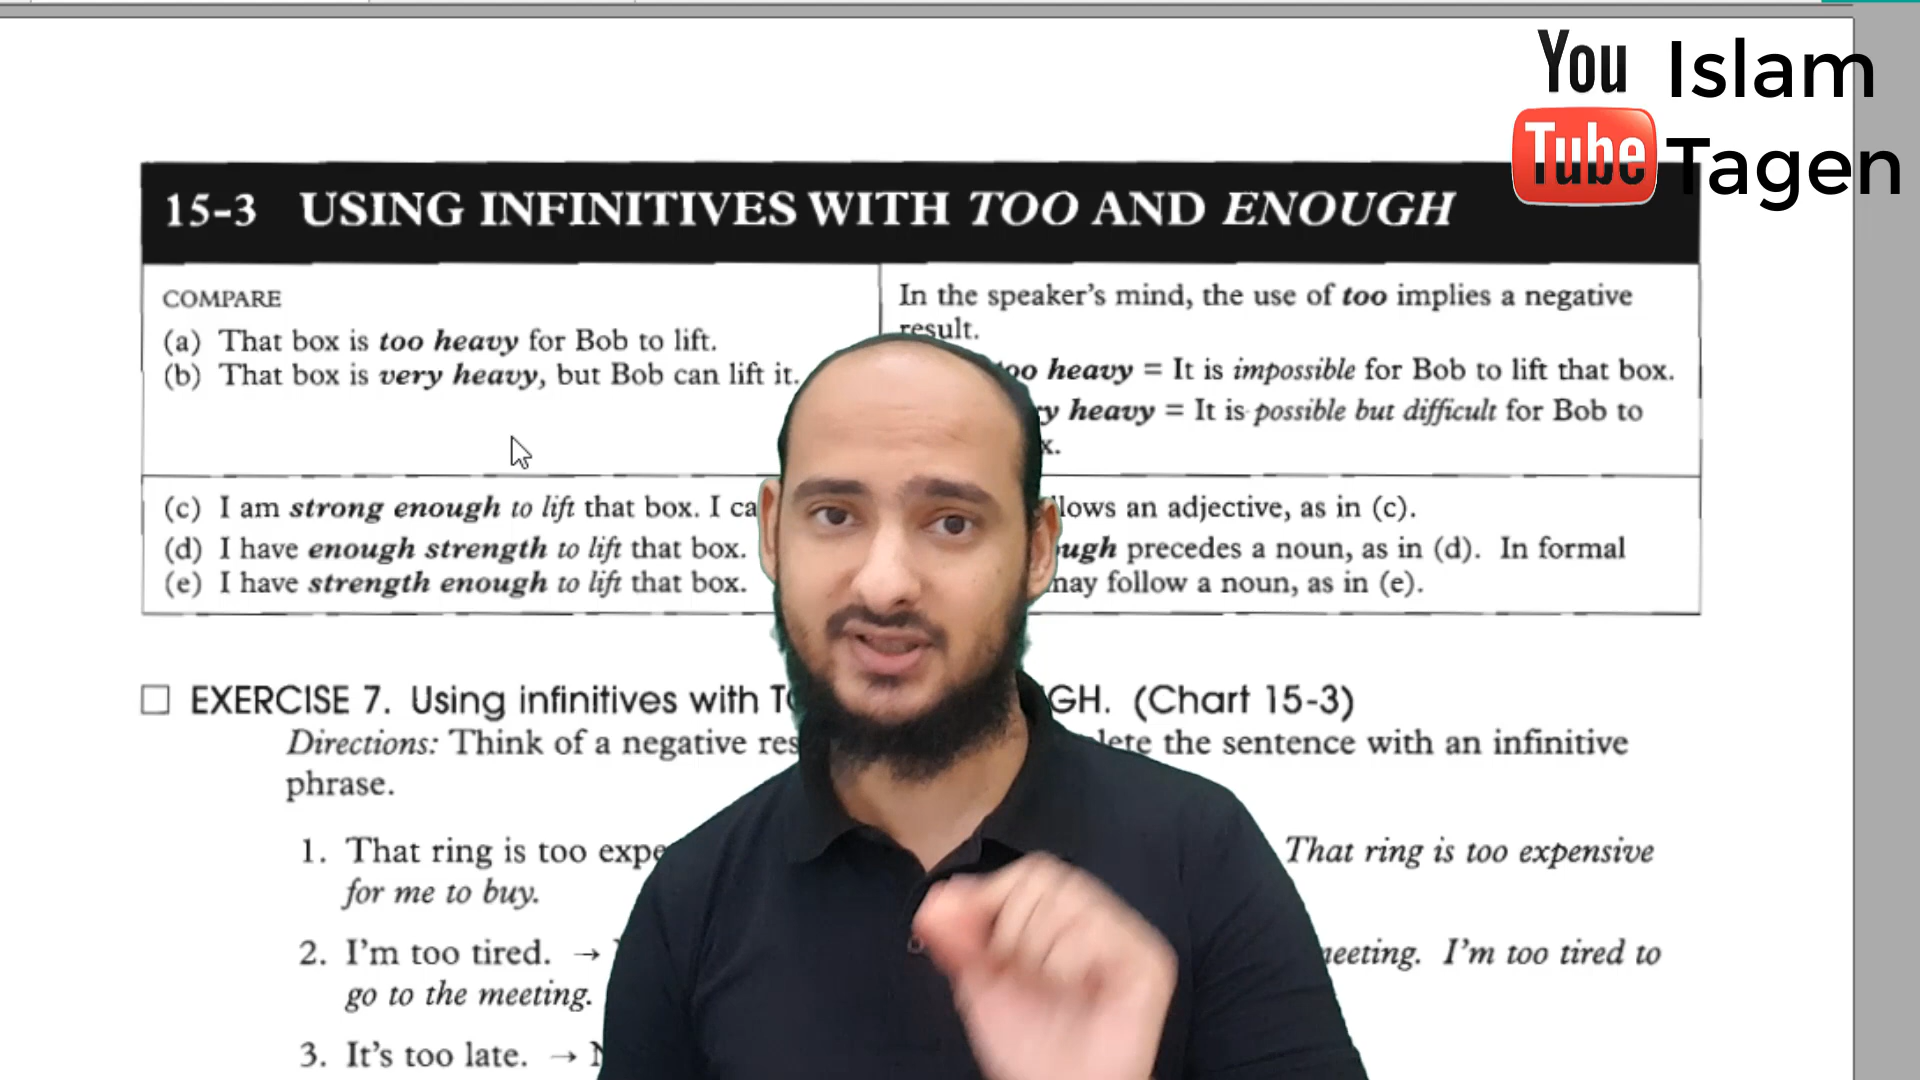 You Islam
Tube Tagen
15-3 USING INFINITIVES WITH TOO AND ENOUGH
COMPARE
(a) That box is too heavy for Bob to lift.
(b) That box is very heavy, but Bob can lift it.
In the speaker's mind, the use of too implies a negative
result.
too heavy = It is impossible for Bob to lift that box.
heavy = It is possible but difficult for Bob to
(c) I am strong enough to lift that box. I
(d) I have enough strength to lift that box.
(e) I have strength enough to lift that box.
an adjective, as in (c).
precedes a noun, as in (d). In formal
may follow a noun, as in (e).
EXERCISE 7. Using infinitives with (Chart 15-3)
Directions: Think of a negative the sentence with an infinitive
phrase.
1. That ring is too That ring is too expensive
for me to buy.
2. I'm too tired. → meeting. I'm too tired to
go to the meeting.
3. It's too late. →